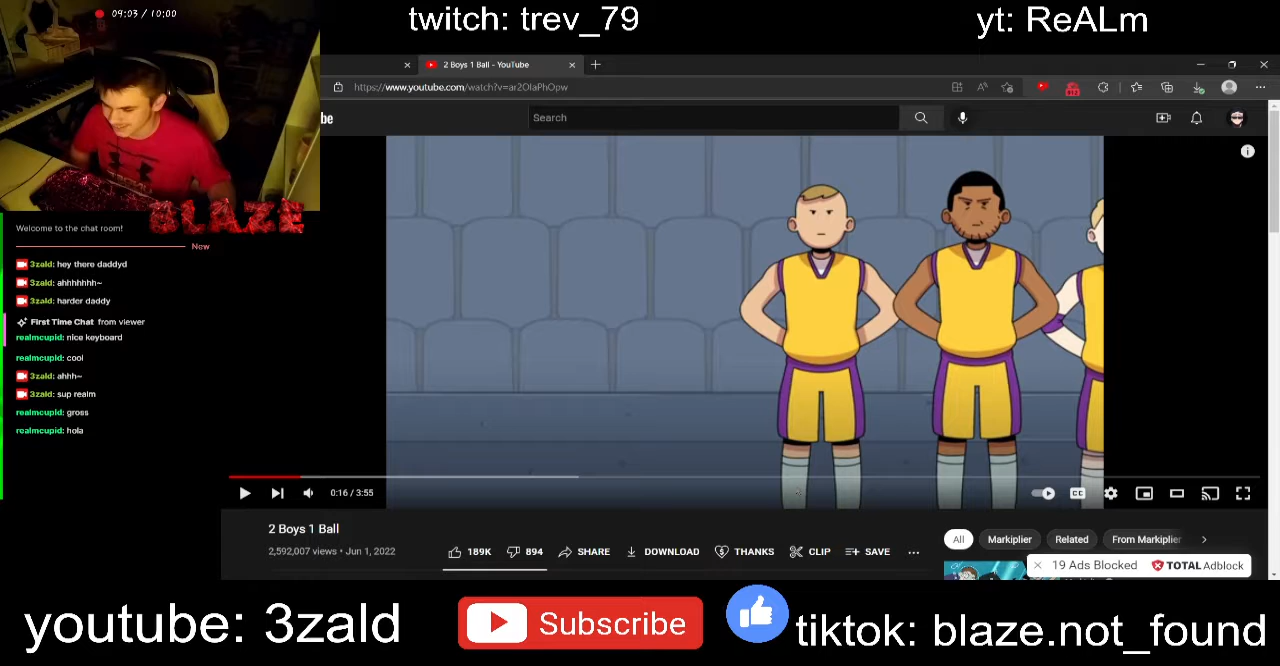 twitch: trev_79
yt: ReALm
09:03 / 10:00
2 Boys 1 Ball - YouTube
https://www.youtube.com/watch?v=ar2OlaPhOpw
be
Search
BLAZE
Welcome to the chat room!
New
3zald: hey there daddyd
3zald: ahhhhhhh~
3zald: harder daddy
First Time Chat from viewer
realmcupid: nice keyboard
realmcupid: cool
3zald: ahhh~
3zald: sup realm
realmcupid: gross
realmcupid: hola
0:16 / 3:55
CC
2 Boys 1 Ball
2,592,007 views • Jun 1, 2022
189K 894 SHARE DOWNLOAD THANKS CLIP SAVE
All Markiplier Related From Markiplier
19 Ads Blocked TOTAL Adblock
youtube: 3zald
Subscribe
tiktok: blaze.not_found